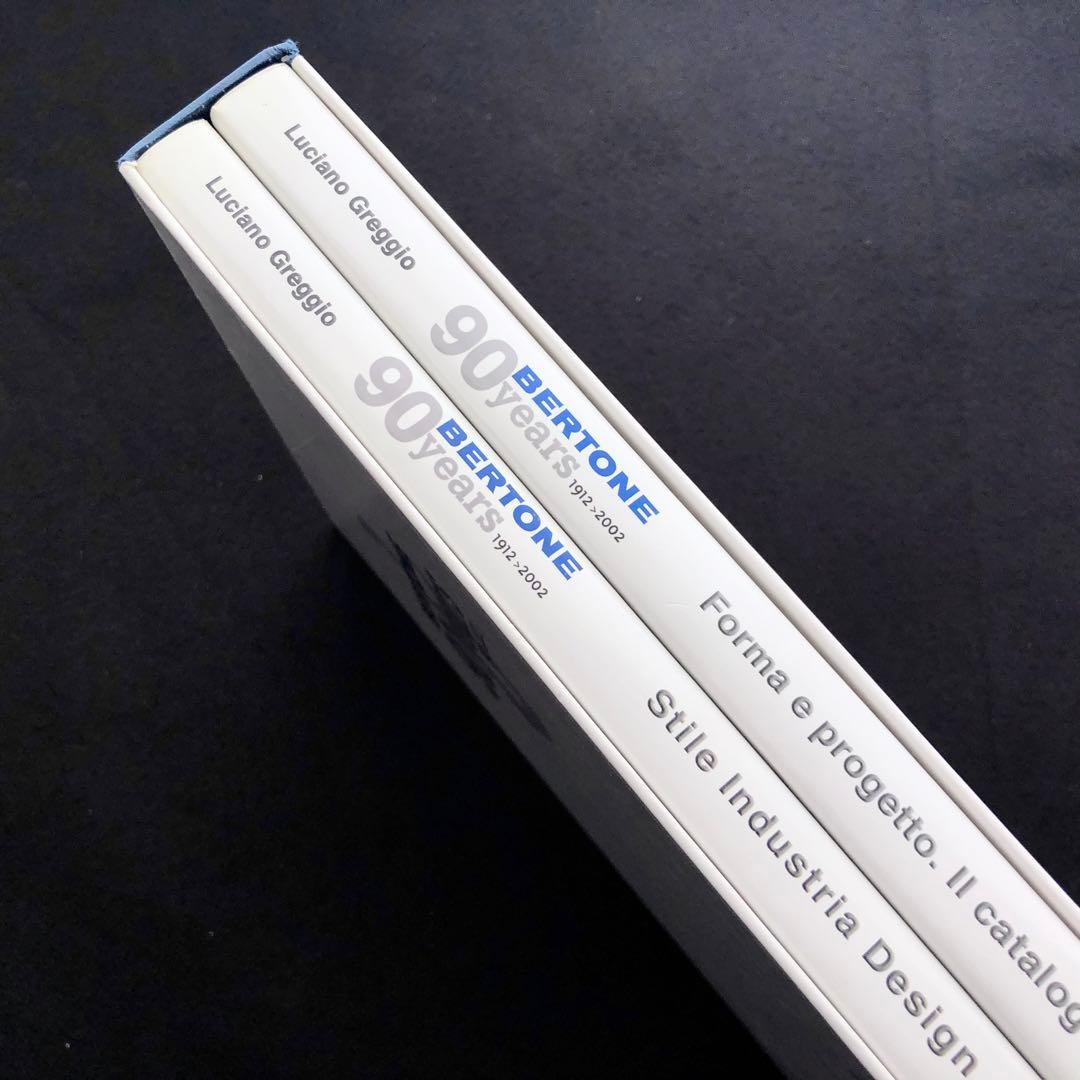 Luciano Greggio
90 years
BERTONE
1912>2002
Forma e progetto. Il catalog
Luciano Greggio
90 years
BERTONE
1912>2002
Stile Industria Design